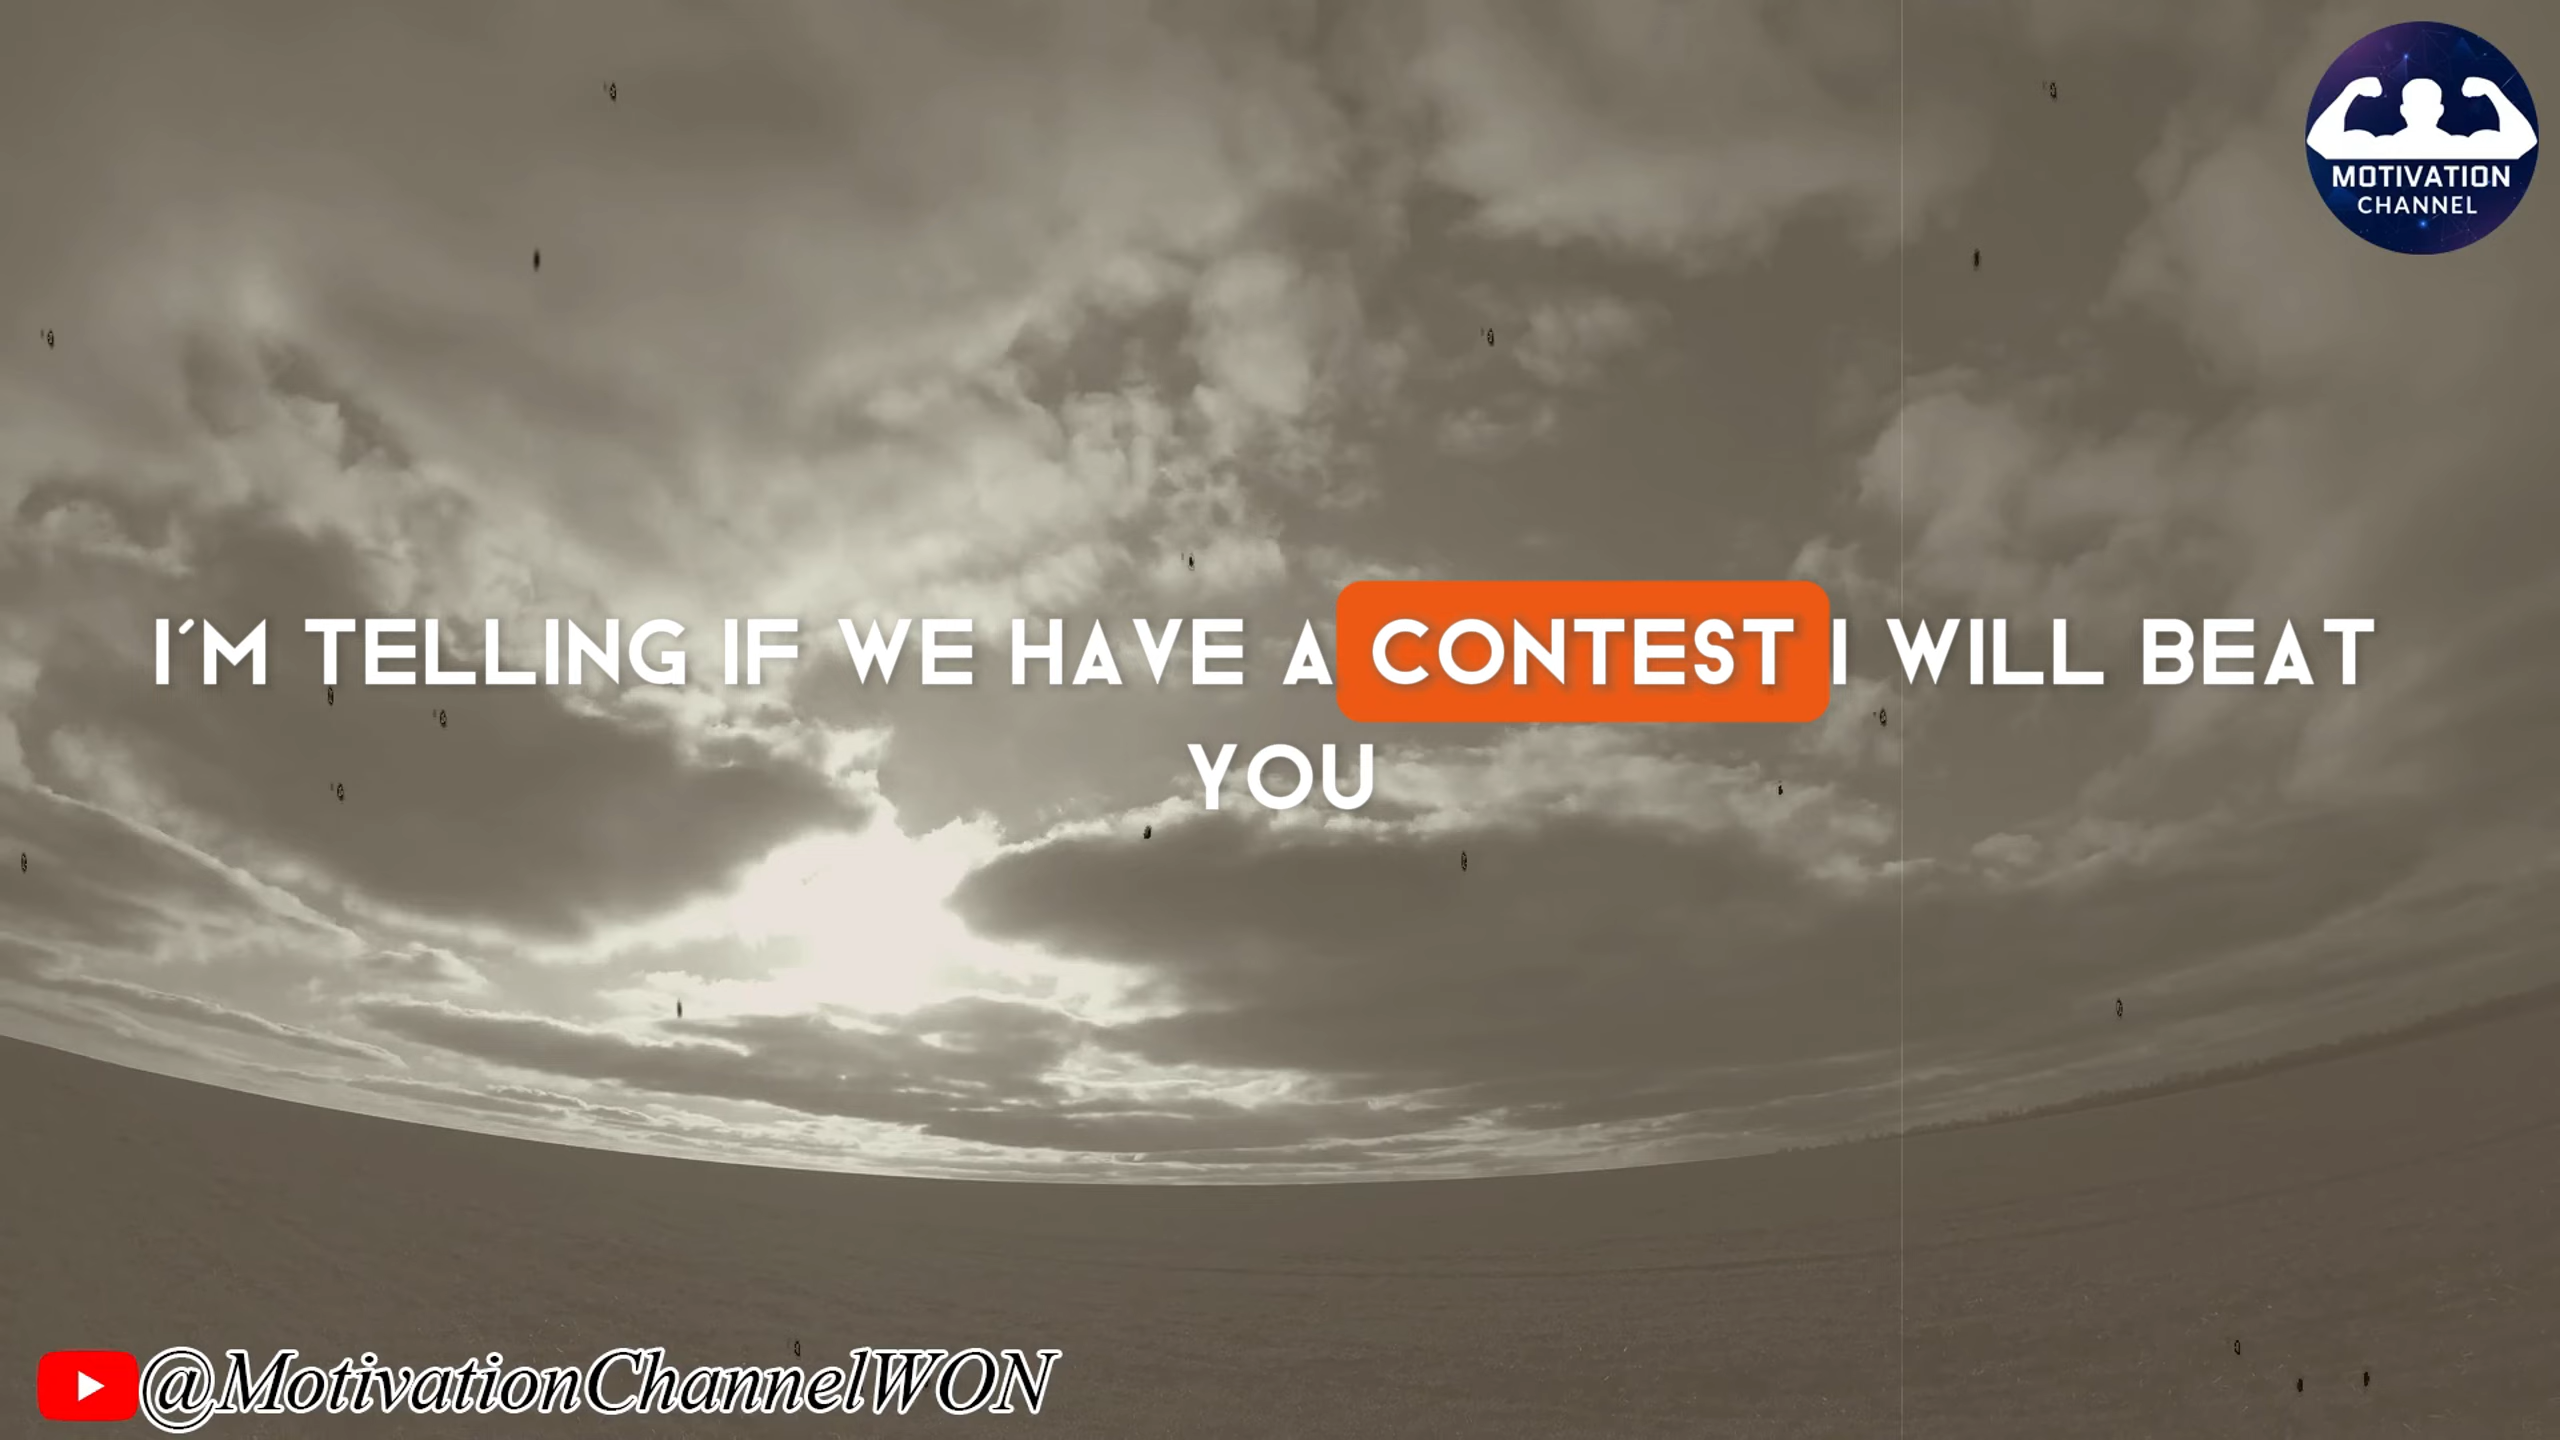 MOTIVATION
CHANNEL
I´M TELLING IF WE HAVE A CONTEST I WILL BEAT
YOU
@MotivationChannelWON